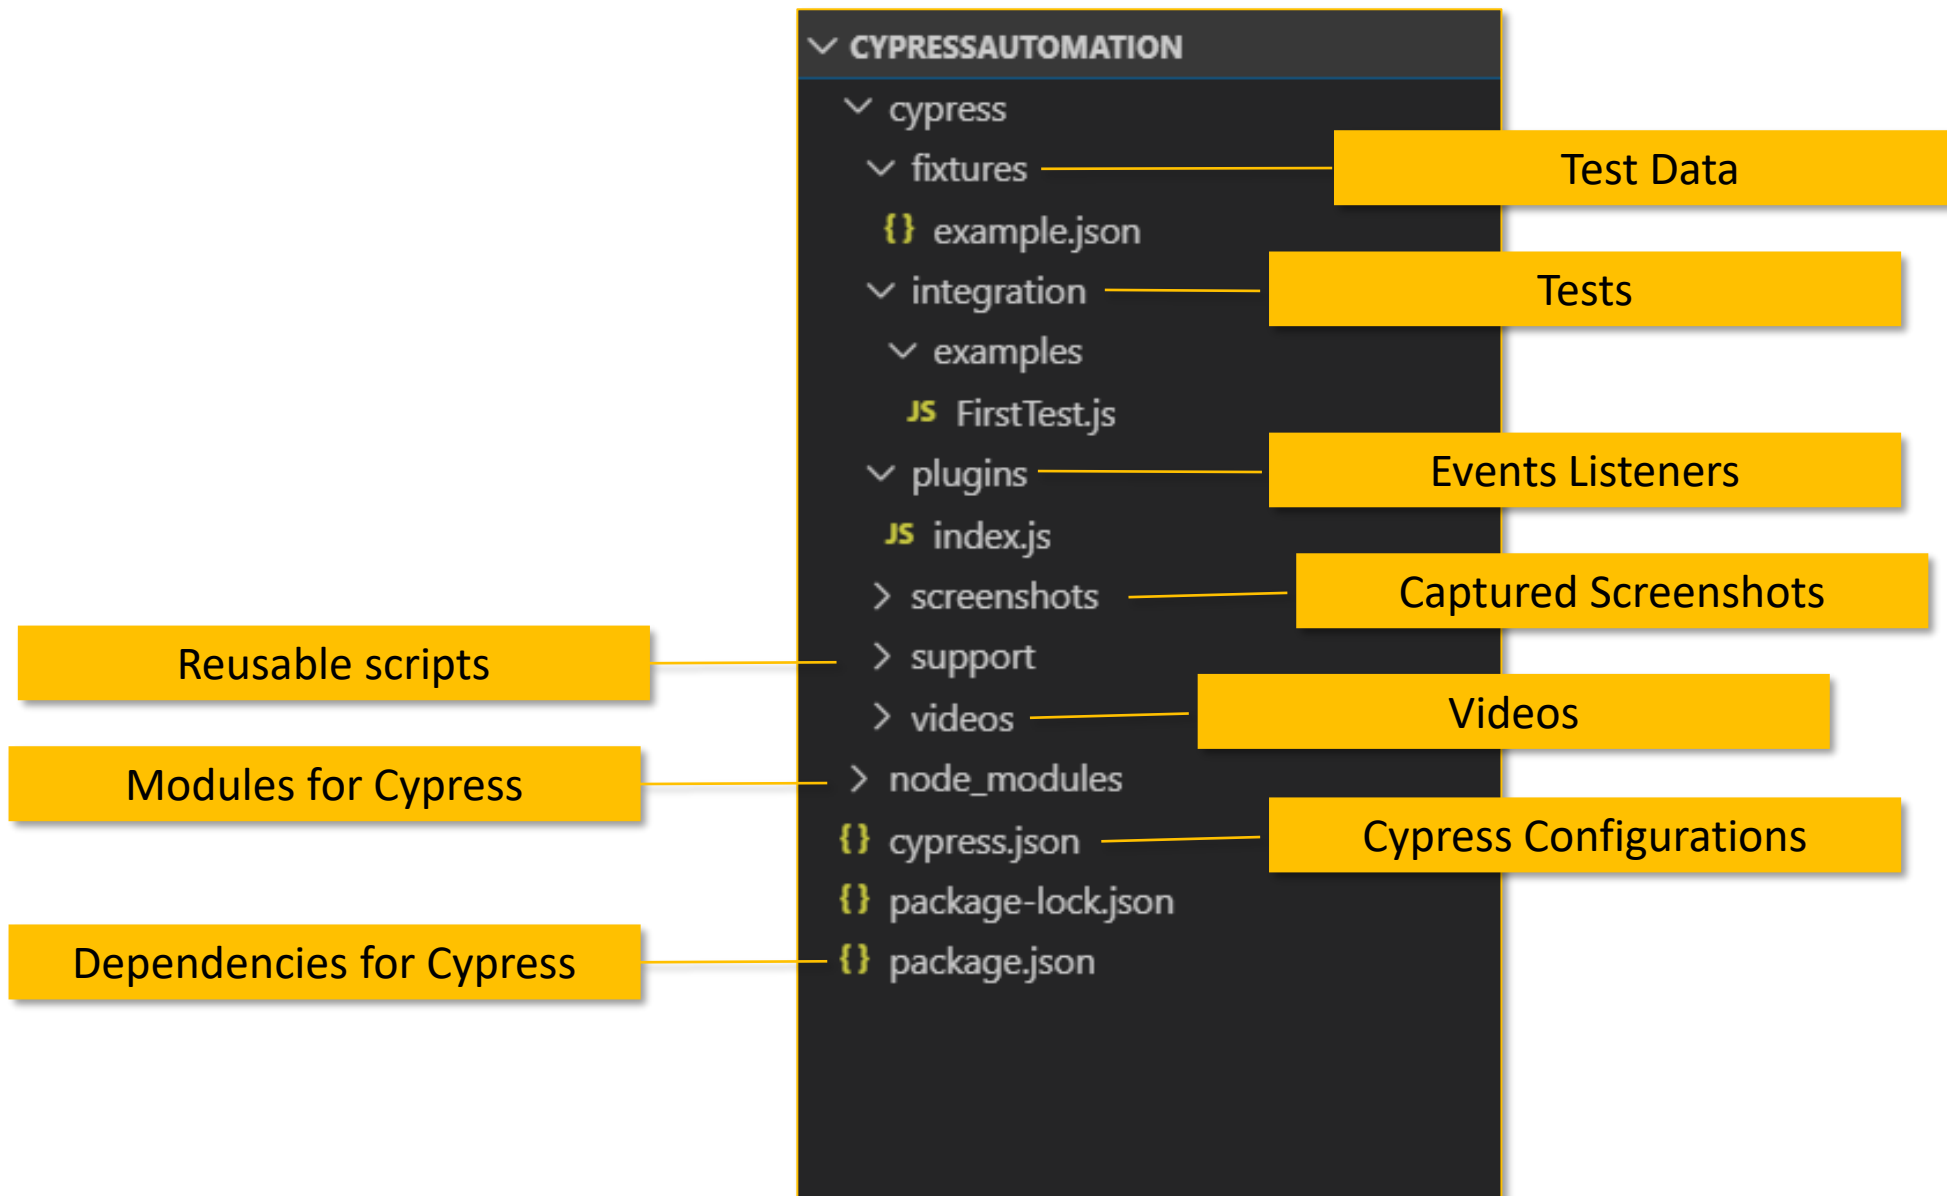 CYPRESSAUTOMATION
cypress
fixtures
Test Data
example.json
integration
Tests
examples
JS FirstTest.js
plugins
Events Listeners
JS index.js
screenshots
Captured Screenshots
Reusable scripts
support
videos
Videos
Modules for Cypress
node_modules
{} cypress.json
Cypress Configurations
{} package-lock.json
Dependencies for Cypress
{} package.json